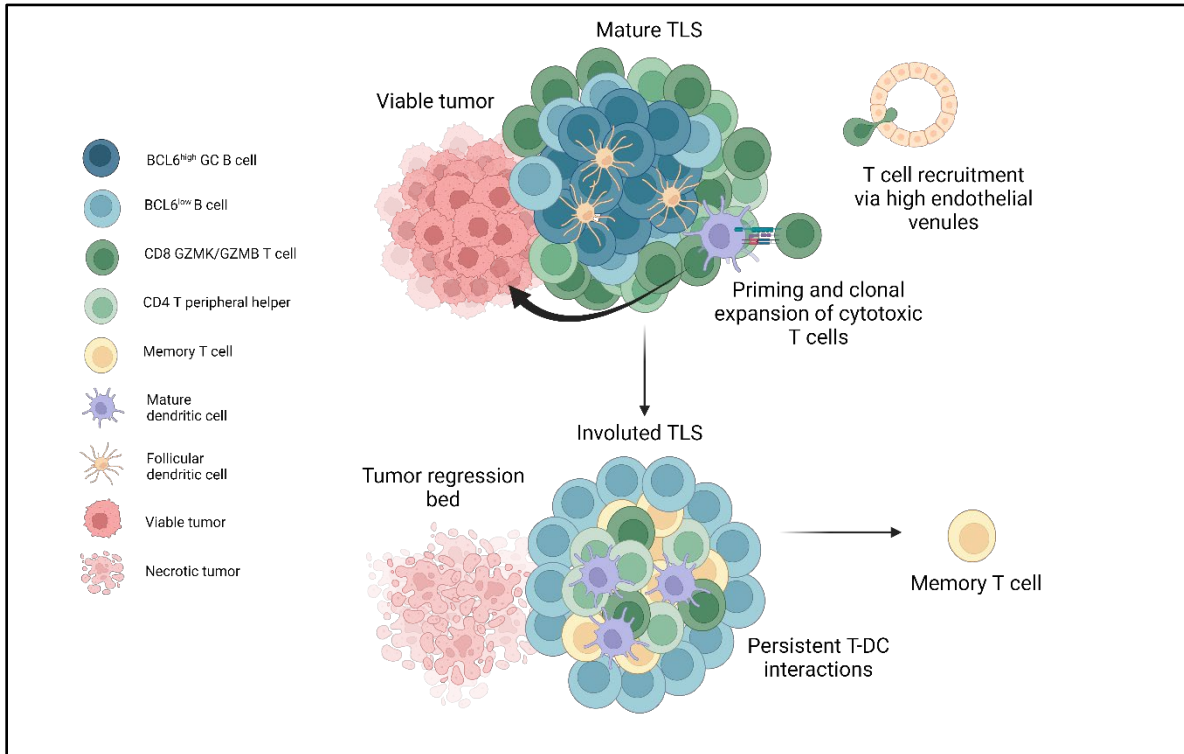 Mature TLS
Viable tumor
T cell recruitment
via high endothelial
venules
Priming and clonal
expansion of cytotoxic
T cells
BCL6high GC B cell
BCL6low B cell
CD8 GZMK/GZMB T cell
CD4 T peripheral helper
Memory T cell
Mature
dendritic cell
Follicular
dendritic cell
Viable tumor
Necrotic tumor
Involuted TLS
Tumor regression
bed
Memory T cell
Persistent T-DC
interactions